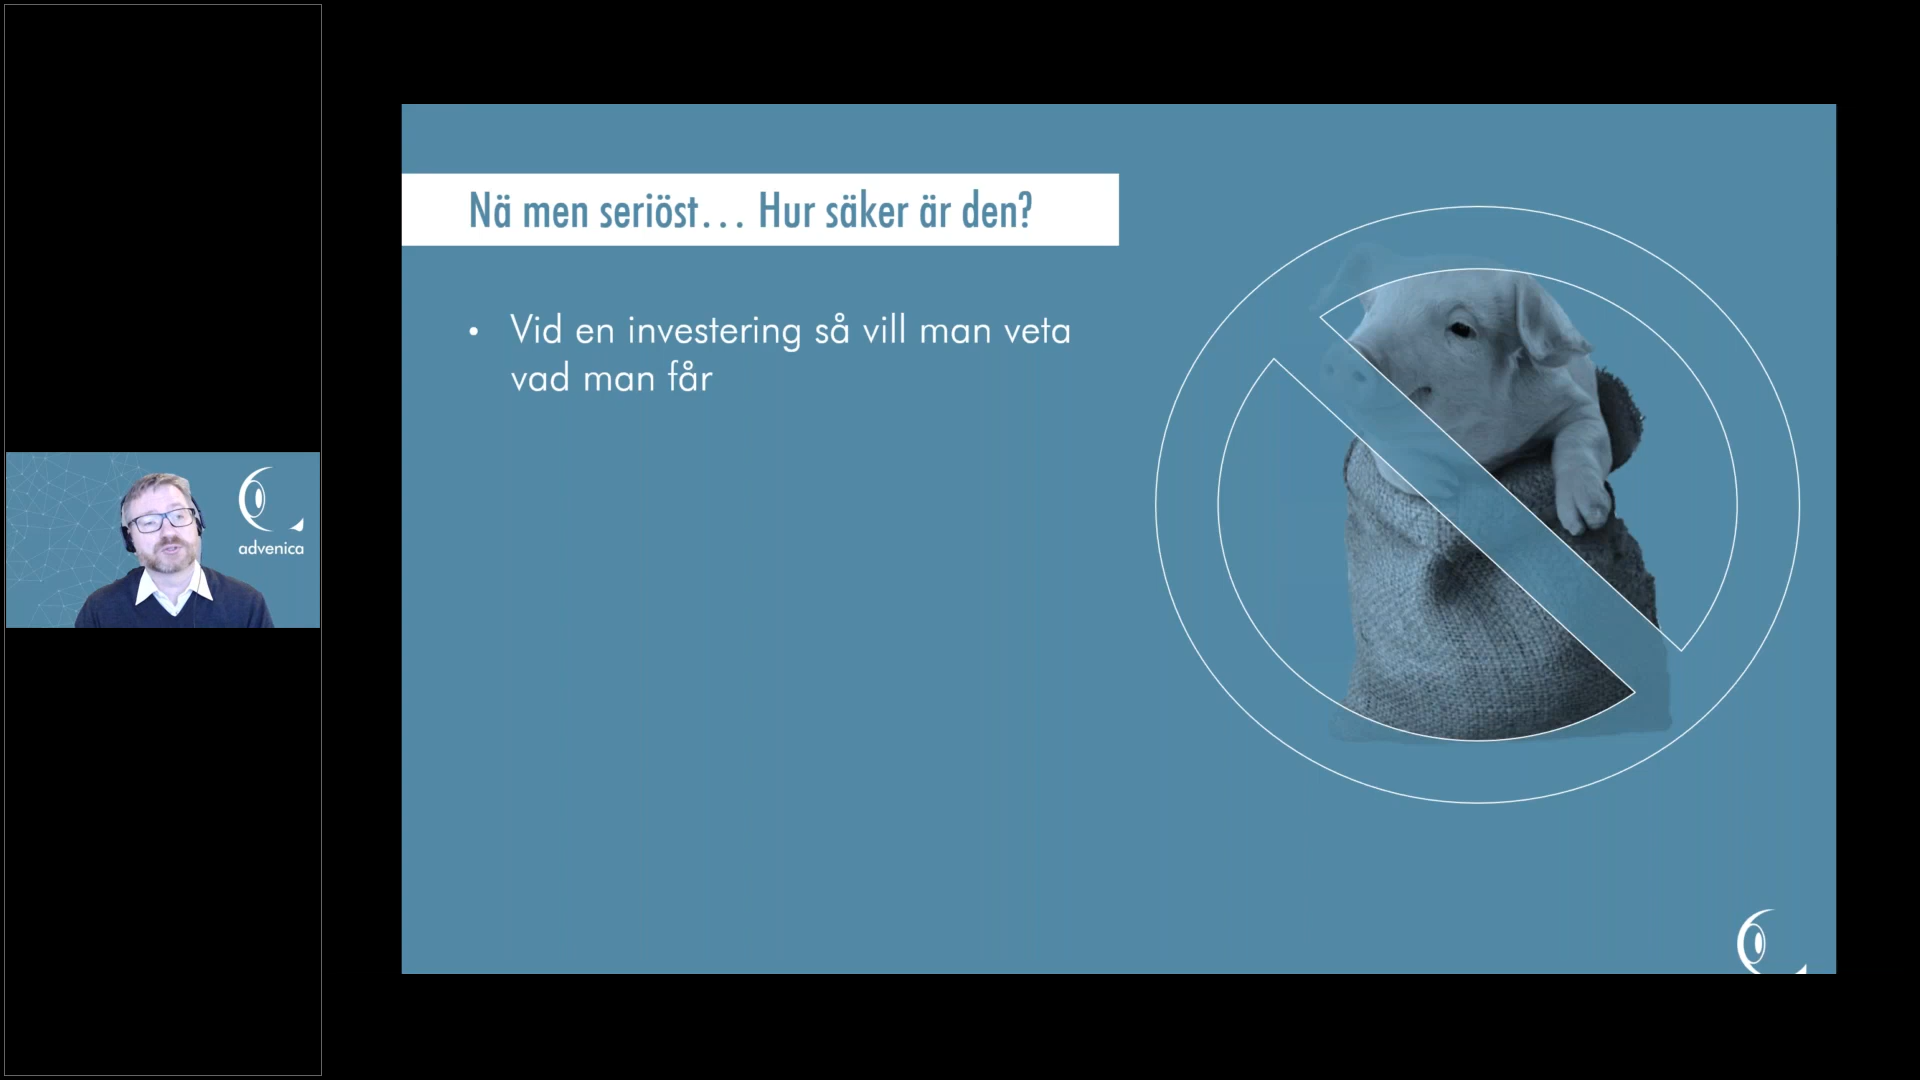 Nä men seriöst... Hur säker är den?
• Vid en investering så vill man veta
vad man får
advenica